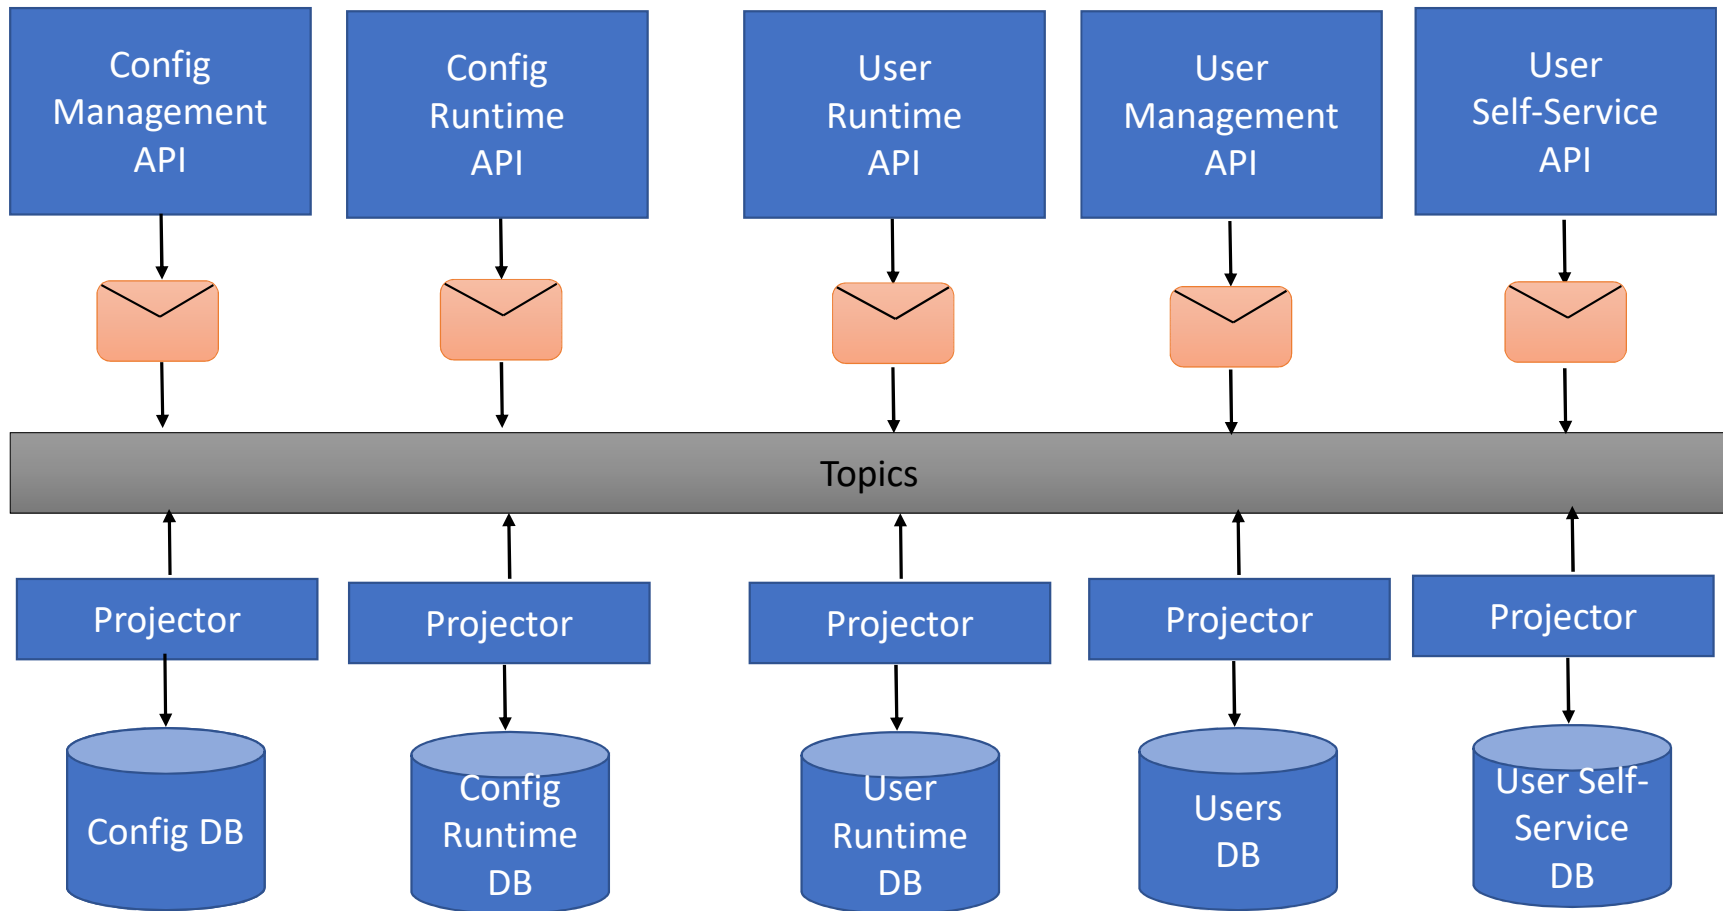 Config
Management
API
Config
Runtime
API
User
Runtime
API
User
Management
API
User
Self-Service
API
Topics
Projector
Projector
Projector
Projector
Projector
Config DB
Config
Runtime
DB
User
Runtime
DB
Users
DB
User Self-
Service
DB